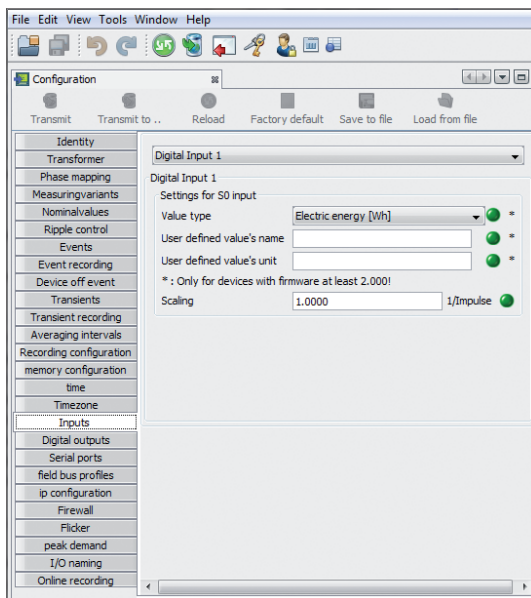 File Edit View Tools Window Help
Configuration
Transmit Transmit to .. Reload Factory default Save to file Load from file
Identity
Transformer
Phase mapping
Measuringvariants
Nominalvalues
Ripple control
Events
Event recording
Device off event
Transients
Transient recording
Averaging intervals
Recording configuration
memory configuration
time
Timezone
Inputs
Digital outputs
Serial ports
field bus profiles
ip configuration
Firewall
Flicker
peak demand
I/O naming
Online recording
Digital Input 1
Digital Input 1
Settings for S0 input
Value type Electric energy [Wh] *
User defined value's name *
User defined value's unit *
* : Only for devices with firmware at least 2.000!
Scaling 1.0000 1/Impulse